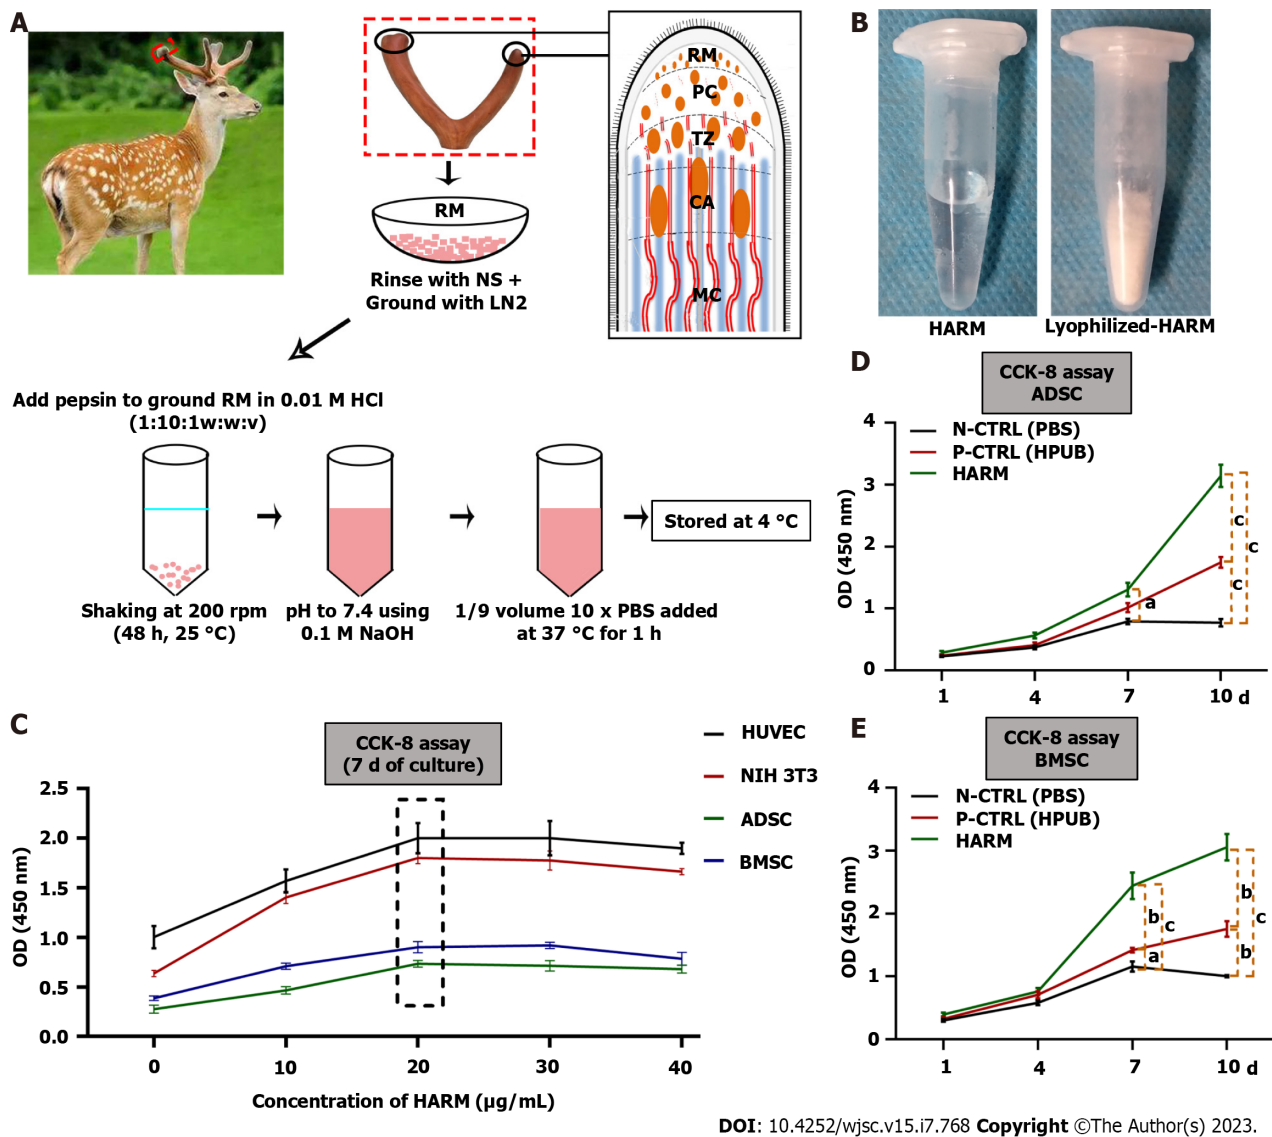 A
RM
PC
TZ
CA
MC
RM
Rinse with NS +
Ground with LN2
Add pepsin to ground RM in 0.01 M HCl
(1:10:1w:w:v)
Shaking at 200 rpm
(48 h, 25 °C)
pH to 7.4 using
0.1 M NaOH
1/9 volume 10 x PBS added
at 37 °C for 1 h
Stored at 4 °C
B
HARM
Lyophilized-HARM
C
CCK-8 assay
(7 d of culture)
HUVEC
NIH 3T3
ADSC
BMSC
OD (450 nm)
2.5
2.0
1.5
1.0
0.5
0.0
0 10 20 30 40
Concentration of HARM (µg/mL)
D
CCK-8 assay
ADSC
N-CTRL (PBS)
P-CTRL (HPUB)
HARM
OD (450 nm)
4
3
2
1
0
a
c
c
c
1 4 7 10 d
E
CCK-8 assay
BMSC
N-CTRL (PBS)
P-CTRL (HPUB)
HARM
OD (450 nm)
4
3
2
1
0
b
c
a
b
c
b
1 4 7 10 d
DOI: 10.4252/wjsc.v15.i7.768 Copyright ©The Author(s) 2023.